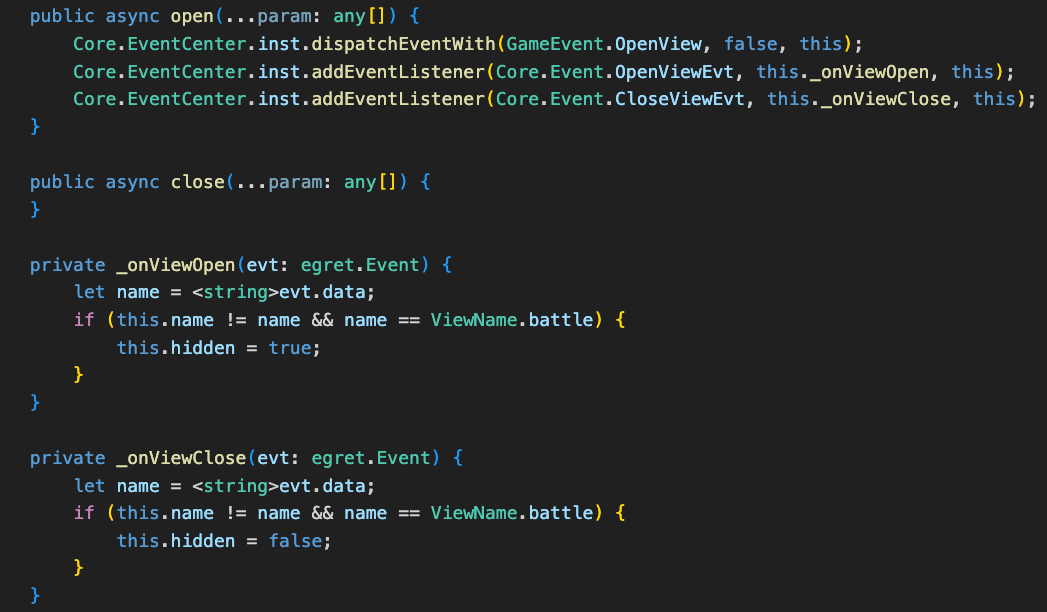 public async open(...param: any[]) {
    Core.EventCenter.inst.dispatchEventWith(GameEvent.OpenView, false, this);
    Core.EventCenter.inst.addEventListener(Core.Event.OpenViewEvt, this._onViewOpen, this);
    Core.EventCenter.inst.addEventListener(Core.Event.CloseViewEvt, this._onViewClose, this);
}

public async close(...param: any[]) {
}

private _onViewOpen(evt: egret.Event) {
    let name = <string>evt.data;
    if (this.name != name && name == ViewName.battle) {
        this.hidden = true;
    }
}

private _onViewClose(evt: egret.Event) {
    let name = <string>evt.data;
    if (this.name != name && name == ViewName.battle) {
        this.hidden = false;
    }
}